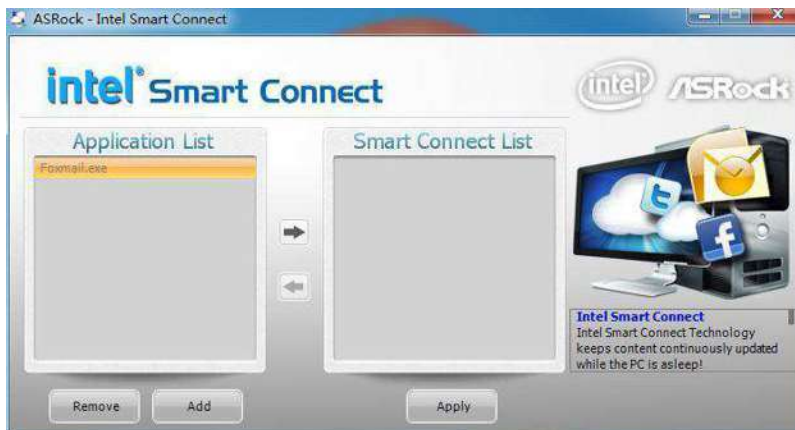 ASRock - Intel Smart Connect
intel Smart Connect
intel ASRock
Application List
Smart Connect List
Foxmail.exe
Intel Smart Connect
Intel Smart Connect Technology
keeps content continuously updated
while the PC is asleep!
Remove
Add
Apply